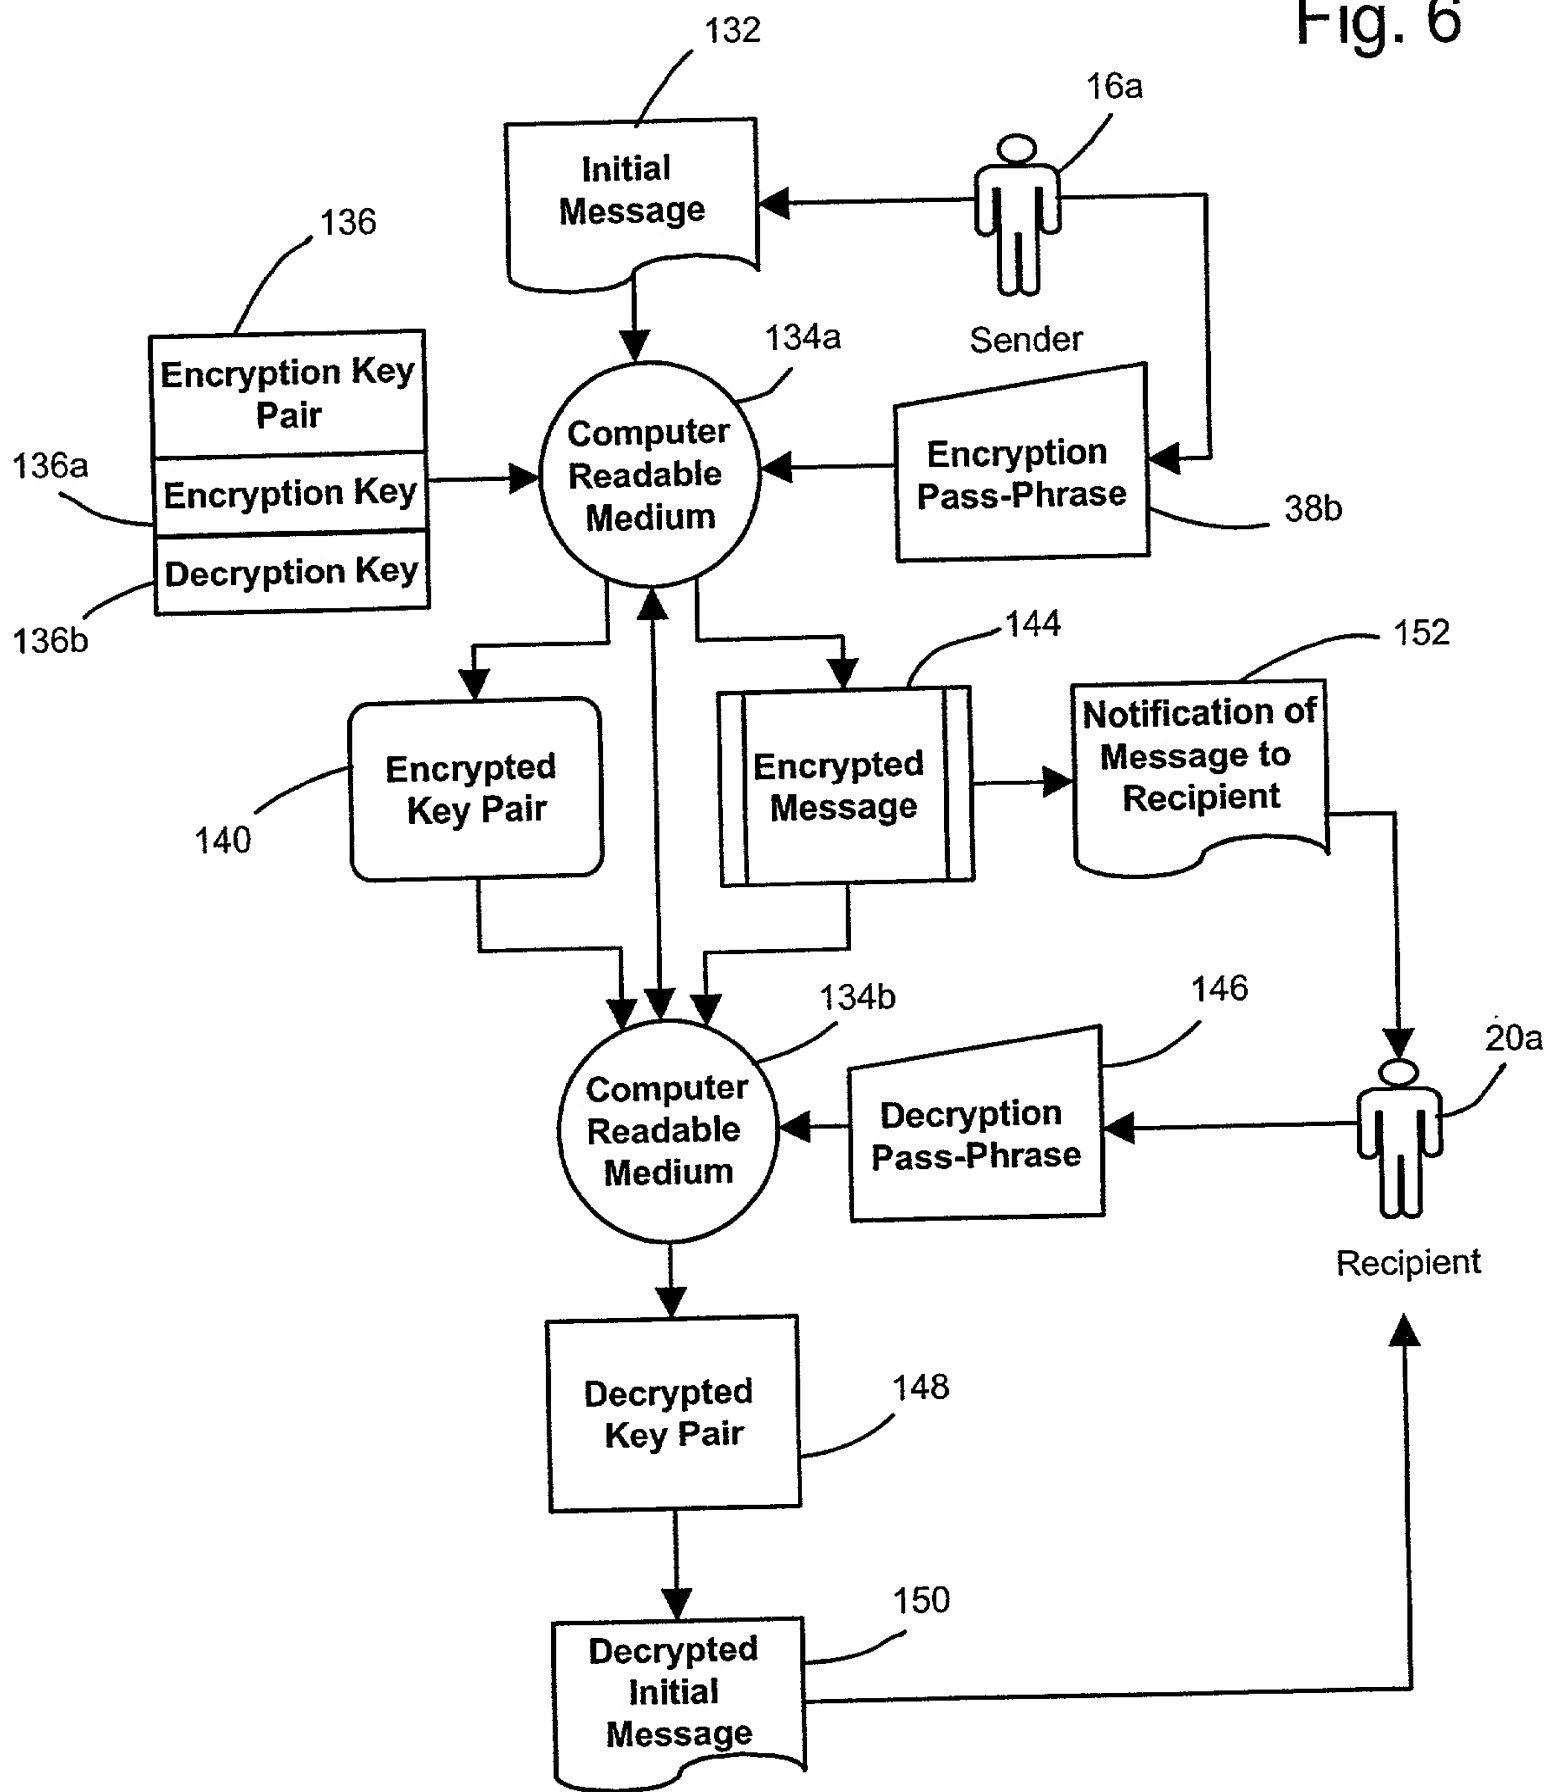 Fig. 6
132
16a
Initial
Message
136
Sender
134a
Encryption Key
Pair
136a
Encryption Key
Decryption Key
136b
Computer
Readable
Medium
Encryption
Pass-Phrase
38b
144
152
Encrypted
Key Pair
140
Encrypted
Message
Notification of
Message to
Recipient
134b
146
20a
Computer
Readable
Medium
Decryption
Pass-Phrase
Recipient
Decrypted
Key Pair
148
150
Decrypted
Initial
Message